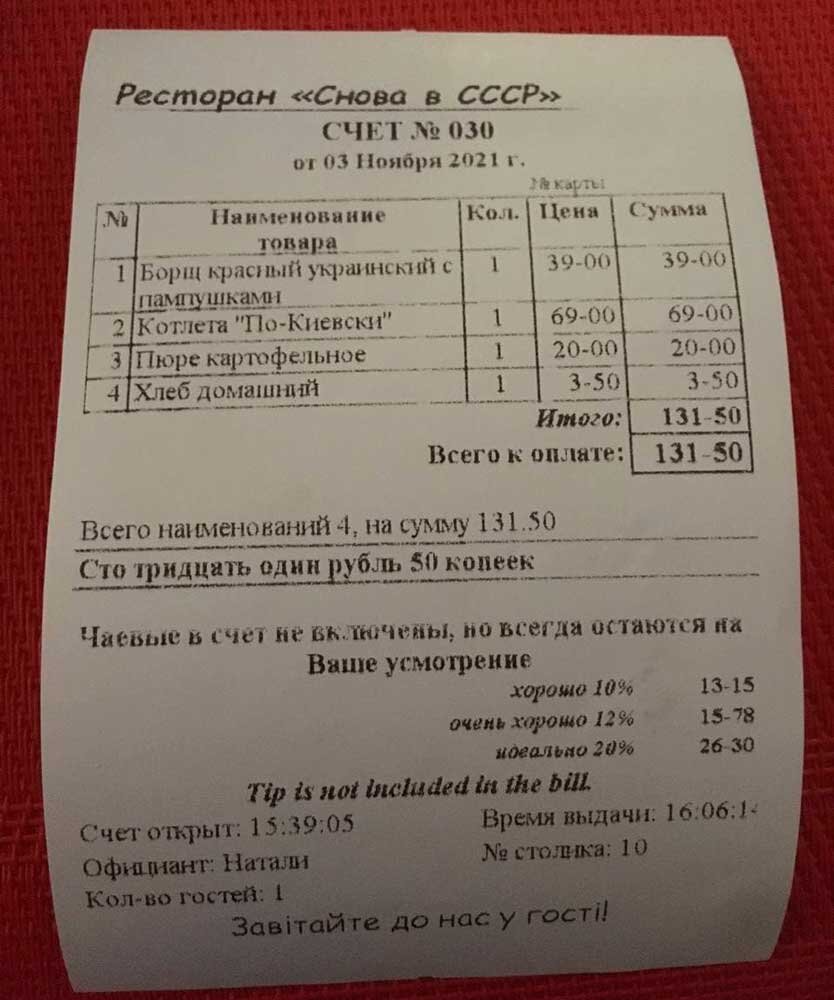 Ресторан «Снова в СССР»
СЧЕТ № 030
от 03 Ноября 2021 г.
№ карты
№ Наименование товара Кол. Цена Сумма
1 Борщ красный украинский с пампушками 1 39-00 39-00
2 Котлета "По-Киевски" 1 69-00 69-00
3 Пюре картофельное 1 20-00 20-00
4 Хлеб домашний 1 3-50 3-50
Итого: 131-50
Всего к оплате: 131-50
Всего наименований 4, на сумму 131.50
Сто тридцать один рубль 50 копеек
Чаевые в счет не включены, но всегда остаются на
Ваше усмотрение
хорошо 10% 13-15
очень хорошо 12% 15-78
идеально 20% 26-30
Tip is not included in the bill.
Счет открыт: 15:39:05 Время выдачи: 16:06:14
Официант: Натали № столика: 10
Кол-во гостей: 1
Завітайте до нас у гості!